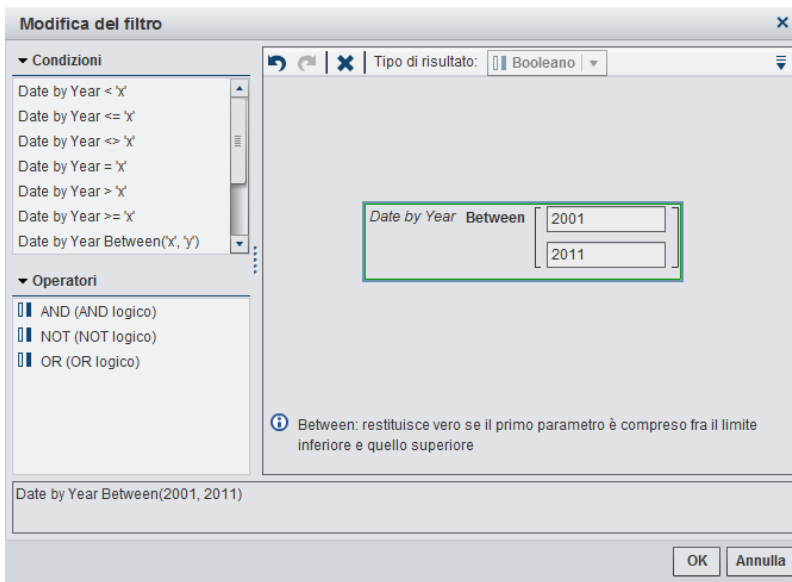 Modifica del filtro
Condizioni
Date by Year < 'x'
Date by Year <= 'x'
Date by Year <> 'x'
Date by Year = 'x'
Date by Year > 'x'
Date by Year >= 'x'
Date by Year Between('x', 'y')
Operatori
AND (AND logico)
NOT (NOT logico)
OR (OR logico)
Tipo di risultato: Booleano
Date by Year Between 2001
2011
Between: restituisce vero se il primo parametro è compreso fra il limite
inferiore e quello superiore
Date by Year Between(2001, 2011)
OK Annulla